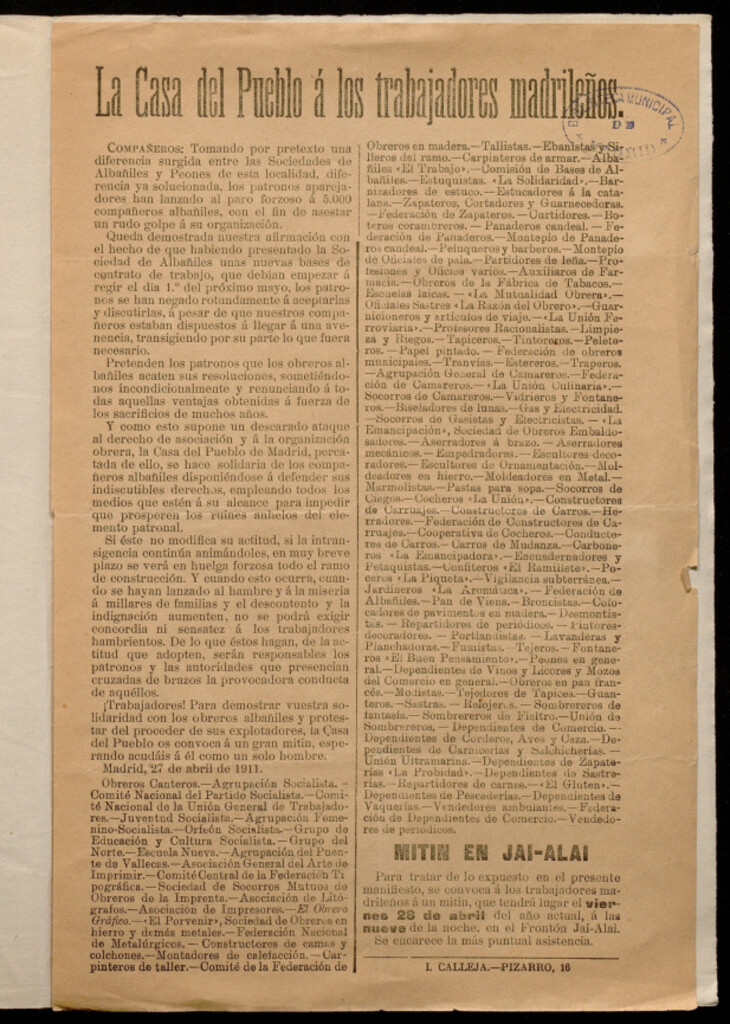 La Casa del Pueblo á los trabajadores madrileños.
COMPAÑEROS: Tomando por pretexto una
diferencia surgida entre las Sociedades de
Albañiles y Peones de esta localidad, dife-
rencia ya solucionada, los patronos apareja-
dores han lanzado al paro forzoso á 5.000
compañeros albañiles, con el fin de asestar
un rudo golpe á su organización.
Queda demostrada nuestra afirmación con
el hecho de que habiendo presentado la So-
ciedad de Albañiles unas nuevas bases de
contrato de trabajo, que debían empezar á
regir el día 1.º del próximo mayo, los patro-
nos se han negado rotundamente á aceptarlas
y discutirlas, á pesar de que nuestros compa-
ñeros estaban dispuestos á llegar á una ave-
nencia, transigiendo por su parte lo que fuera
necesario.
Pretenden los patronos que los obreros al-
bañiles acaten sus resoluciones, sometiéndo-
nos incondicionalmente y renunciando á to-
das aquellas ventajas obtenidas á fuerza de
los sacrificios de muchos años.
Y como esto supone un descarado ataque
al derecho de asociación y á la organización
obrera, la Casa del Pueblo de Madrid, perca-
tada de ello, se hace solidaria de los compa-
ñeros albañiles disponiéndose á defender sus
indiscutibles derechos, empleando todos los
medios que estén á su alcance para impedir
que prosperen los ruines anhelos del ele-
mento patronal.
Si éste no modifica su actitud, si la intran-
sigencia continúa animándoles, en muy breve
plazo se verá en huelga forzosa todo el ramo
de construcción. Y cuando esto ocurra, cuan-
do se hayan lanzado al hambre y á la miseria
á millares de familias y el descontento y la
indignación aumenten, no se podrá exigir
concordia ni sensatez á los trabajadores
hambrientos. De lo que éstos hagan, de la ac-
titud que adopten, serán responsables los
patronos y las autoridades que presencian
cruzadas de brazos la provocadora conducta
de aquéllos.
¡Trabajadores! Para demostrar vuestra so-
lidaridad con los obreros albañiles y protes-
tar del proceder de sus explotadores, la Casa
del Pueblo os convoca á un gran mitin, espe-
rando acudáis á él como un solo hombre.
Madrid, 27 de abril de 1911.
Obreros Canteros.—Agrupación Socialista.—
Comité Nacional del Partido Socialista.—Comi-
té Nacional de la Unión General de Trabajado-
res.—Juventud Socialista.—Agrupación Feme-
nino-Socialista.—Orfeón Socialista.—Grupo de
Educación y Cultura Socialista.—Grupo del
Norte.—Escuela Nueva.—Agrupación del Puen-
te de Vallecas.—Asociación General del Arte de
Imprimir.—Comité Central de la Federación Ti
pográfica.—Sociedad de Socorros Mutuos de
Obreros de la Imprenta.—Asociación de Litó-
grafos.—Asociación de Impresores.—El Obrero
Gráfico.—«El Porvenir», Sociedad de Obreros en
hierro y demás metales.—Federación Nacional
de Metalúrgicos.—Constructores de camas y
colchones.—Montadores de calefacción.—Car-
pinteros de taller.—Comité de la Federación de
Obreros en madera.—Tallistas.—Ebanistas y Si-
lleros del ramo.—Carpinteros de armar.—Alba-
ñiles «El Trabajo».—Comisión de Bases de Al-
bañiles.—Estuquistas. «La Solidaridad».—Bar-
nizadores de estuco.—Estucadores á la cata-
lana.—Zapateros, Cortadores y Guarnecedoras.
—Federación de Zapateros.—Curtidores.—Bo-
teros corambreros.—Panaderos candeal.—Fe-
deración de Panaderos.—Montepío de Panade-
ros candeal.—Peluqueros y barberos.—Montepío
de Oficiales de pala.—Partidores de leña.—Pro-
fesiones y Oficios varios.—Auxiliares de Far-
macia.—Obreros de la Fábrica de Tabacos.—
Escuelas laicas.—«La Mutualidad Obrera».—
Oficiales Sastres «La Razón del Obrero».—Guar-
nicioneros y artículos de viaje.—«La Unión Fe-
rroviaria».—Profesores Racionalistas.—Limpie-
za y Riegos.—Tapiceros.—Tintoreros.—Pelete-
ros.—Papel pintado.—Federación de obreros
municipales.—Tranvías.—Estereros.—Traperos.
—Agrupación General de Camareros.—Federa-
ción de Camareros.—«La Unión Culinaria».—
Socorros de Camareros.—Vidrieros y Fontane-
ros.—Biseladores de lunas.—Gas y Electricidad.
—Socorros de Gasistas y Electricistas.—«La
Emancipación», Sociedad de Obreros Embaldo-
sadores.—Aserradores á brazo.—Aserradores
mecánicos.—Empedradores.—Escultores deco-
radores.—Escultores de Ornamentación.—Mol-
deadores en hierro.—Moldeadores en Metal.—
Marmolistas.—Pastas para sopa.—Socorros de
Ciegos.—Cocheros «La Unión».—Constructores
de Carruajes.—Constructores de Carros.—He-
rradores.—Federación de Constructores de Ca-
rruajes.—Cooperativa de Cocheros.—Conducto-
res de Carros.—Carros de Mudanza.—Carbone-
ros «La Emancipadora».—Encuadernadores y
Petaquistas.—Confiteros «El Ramillete».—Po-
ceros «La Piqueta».—Vigilancia subterránea.—
Jardineros «La Aromática».—Federación de
Albañiles.—Pan de Viena.—Broncistas.—Colo-
cadores de pavimentos en madera.—Desmontis-
tas.—Repartidores de periódicos.—Pintores-
decoradores.—Portlandistas.—Lavanderas y
Planchadoras.—Fumistas.—Tejeros.—Fontane-
ros «El Buen Pensamiento».—Peones en gene-
ral.—Dependientes de Vinos y Licores y Mozos
del Comercio en general.—Obreros en pan fran-
cés.—Modistas.—Tejedores de Tapices.—Guan-
teros.—Sastras.—Relojeros.—Sombrereros de
fantasía.—Sombrereros de Fieltro.—Unión de
Sombrereros.—Dependientes de Comercio.—
Dependientes de Corderos, Aves y Caza.—De-
pendientes de Carnicerías y Salchicherías.—
Unión Ultramarina.—Dependientes de Zapate-
rías «La Probidad».—Dependientes de Sastre-
rías.—Repartidores de carnes.—«El Gluten».—
Dependientes de Pescaderías.—Dependientes de
Vaquerías.—Vendedores ambulantes.—Federa-
ción de Dependientes de Comercio.—Vendedo-
res de periódicos.
MITIN EN JAI-ALAI
Para tratar de lo expuesto en el presente
manifiesto, se convoca á los trabajadores ma-
drileños á un mitin, que tendrá lugar el vier-
nes 28 de abril del año actual, á las
nueve de la noche, en el Frontón Jai-Alai.
Se encarece la más puntual asistencia.
I. CALLEJA.—PIZARRO, 16
MUNICIPAL
DE